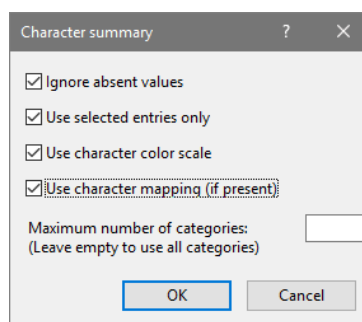 Character summary ? ×
Ignore absent values
Use selected entries only
Use character color scale
Use character mapping (if present)
Maximum number of categories:
(Leave empty to use all categories)
OK Cancel